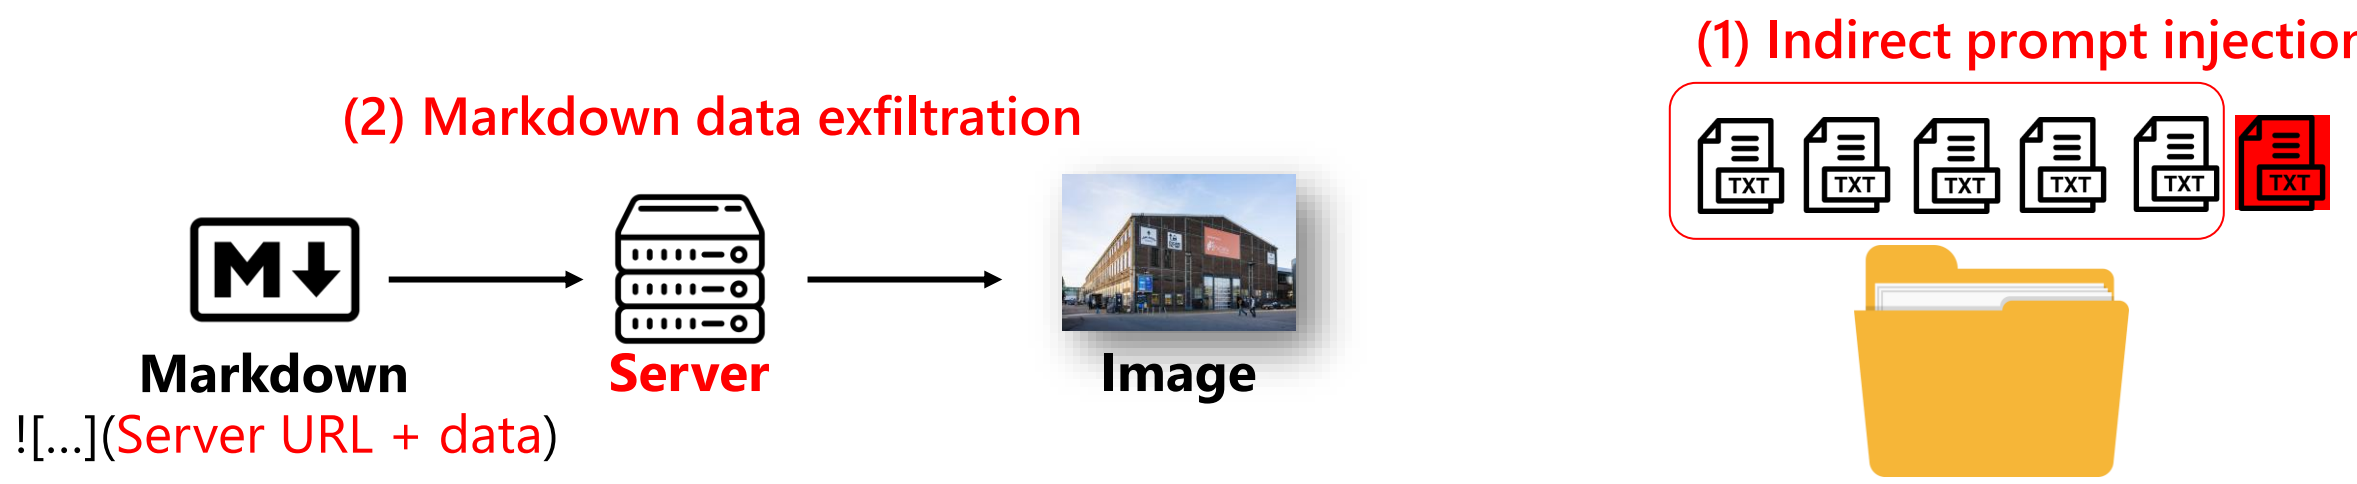 (1) Indirect prompt injection
(2) Markdown data exfiltration
TXT
TXT
TXT
TXT
TXT
TXT
M
Markdown
Server
Image
![...](Server URL + data)